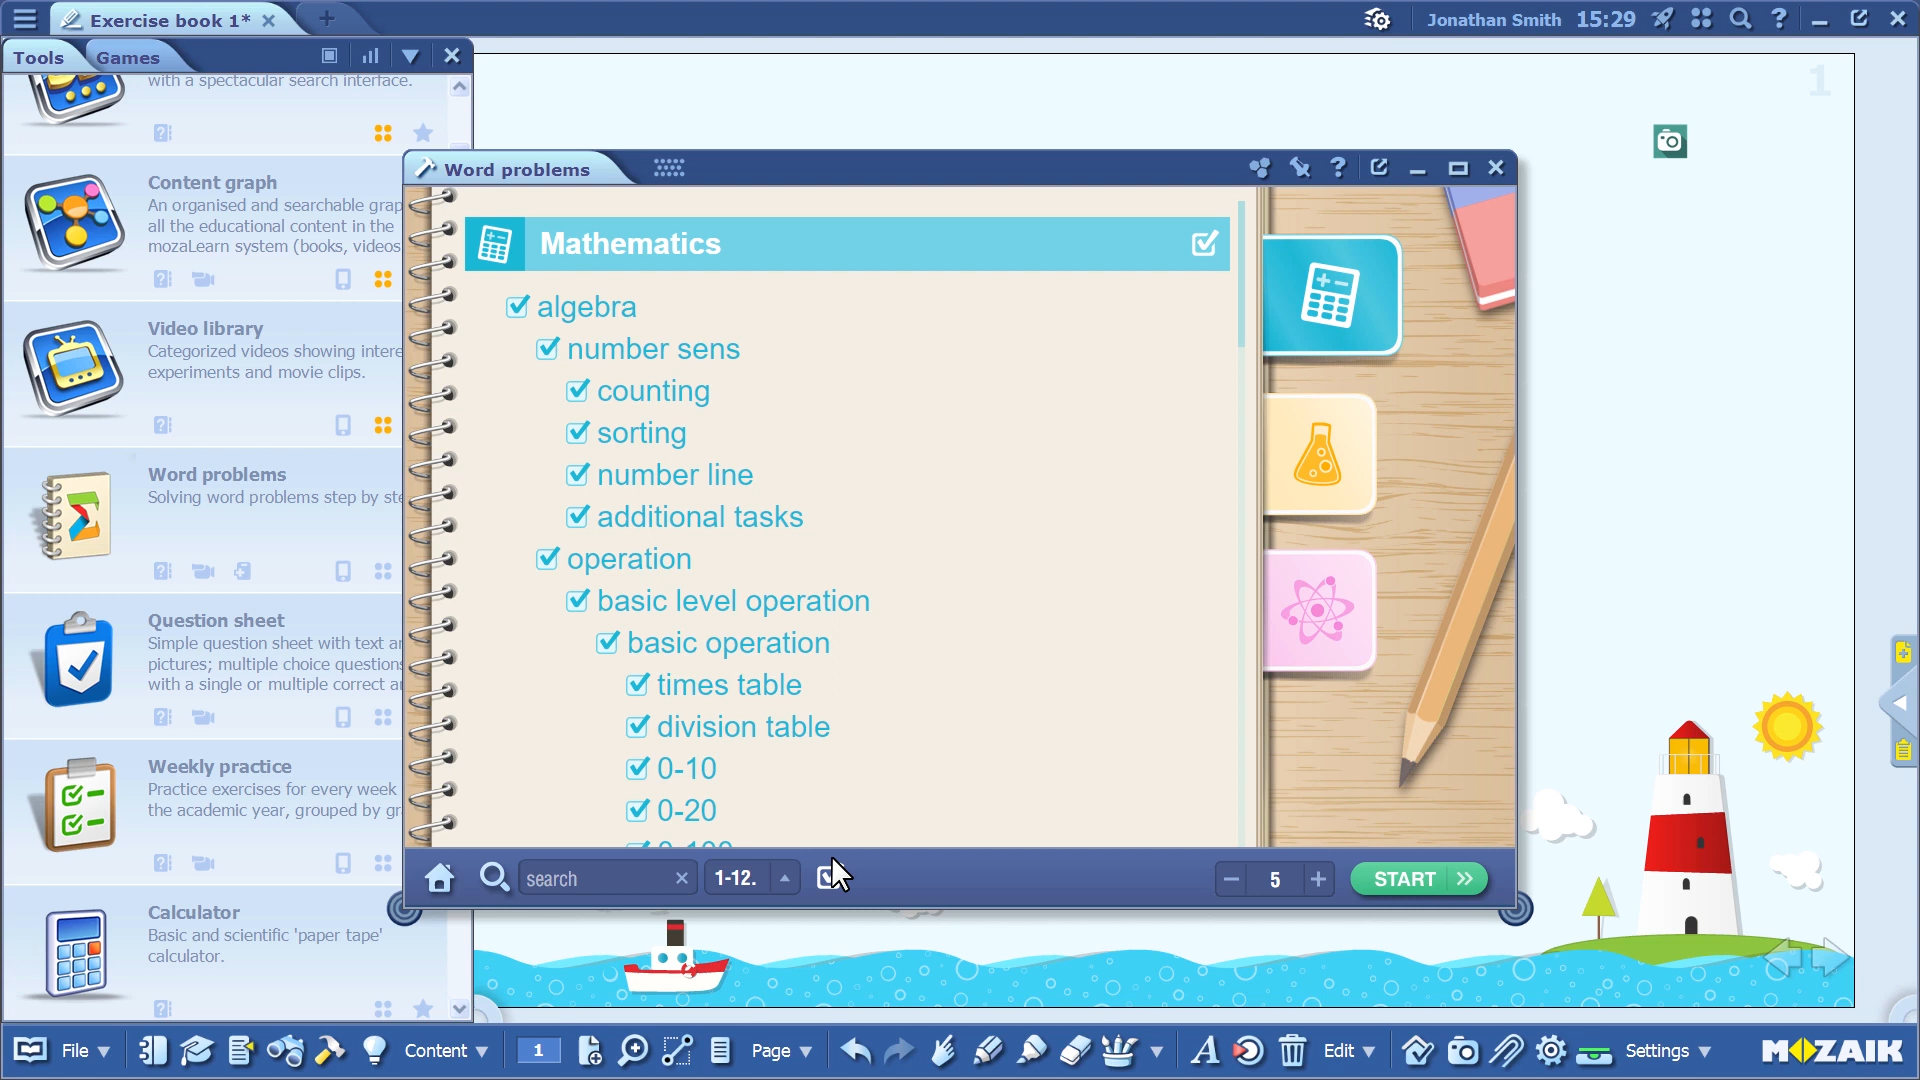 Exercise book 1*
Jonathan Smith 15:29
Tools
Games
1
with a spectacular search interface.
Content graph
An organised and searchable grap
all the educational content in the
mozaLearn system (books, videos
Video library
Categorized videos showing intere
experiments and movie clips.
Word problems
Solving word problems step by ste
Question sheet
Simple question sheet with text a
pictures; multiple choice questions
with a single or multiple correct a
Weekly practice
Practice exercises for every week
the academic year, grouped by gr
Calculator
Basic and scientific 'paper tape'
calculator.
Word problems
Mathematics
algebra
number sens
counting
sorting
number line
additional tasks
operation
basic level operation
basic operation
times table
division table
0-10
0-20
0-100
search
1-12.
5
START
File
Content
1
Page
Edit
Settings
MOZAIK